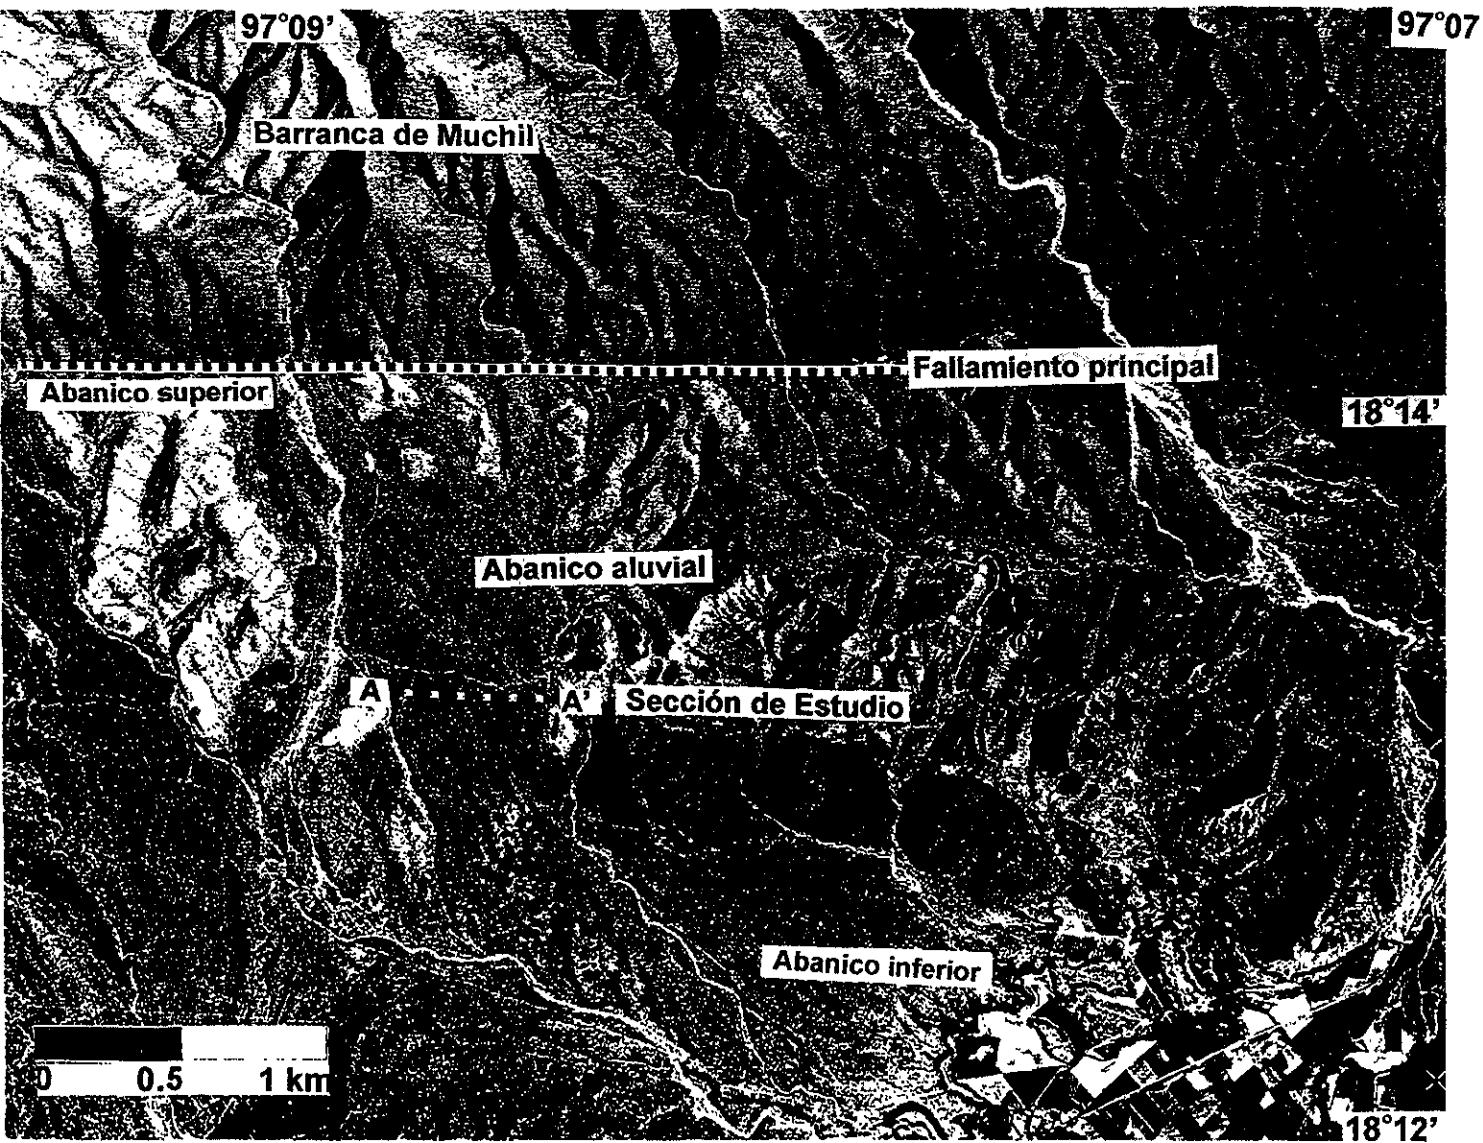 97°09’
97°07
Barranca de Muchil
Fallamiento principal
Abanico superior
18°14’
Abanico aluvial
A
A’
Sección de Estudio
Abanico inferior
0 0.5 1 km
18°12’